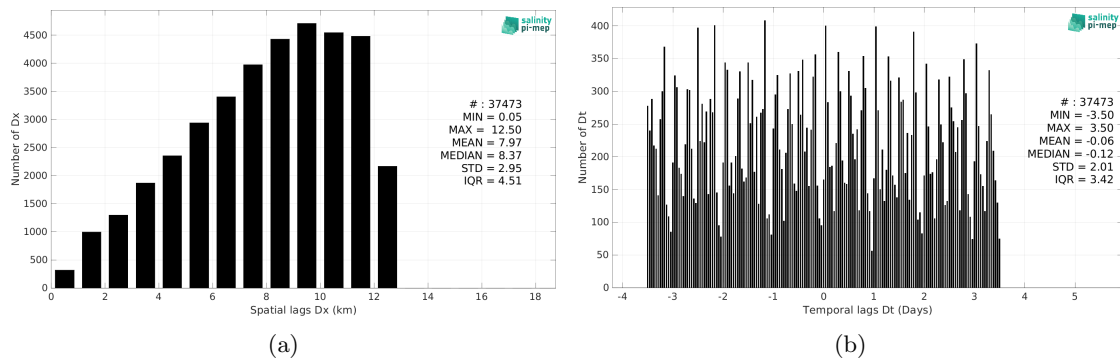 salinity
pi-mep
Number of Dx
4500
4000
3500
3000
2500
2000
1500
1000
500
0
# : 37473
MIN = 0.05
MAX = 12.50
MEAN = 7.97
MEDIAN = 8.37
STD = 2.95
IQR = 4.51
0 2 4 6 8 10 12 14 16 18
Spatial lags Dx (km)
(a)
salinity
pi-mep
Number of Dt
400
350
300
250
200
150
100
50
0
# : 37473
MIN = -3.50
MAX = 3.50
MEAN = -0.06
MEDIAN = -0.12
STD = 2.01
IQR = 3.42
-4 -3 -2 -1 0 1 2 3 4 5
Temporal lags Dt (Days)
(b)